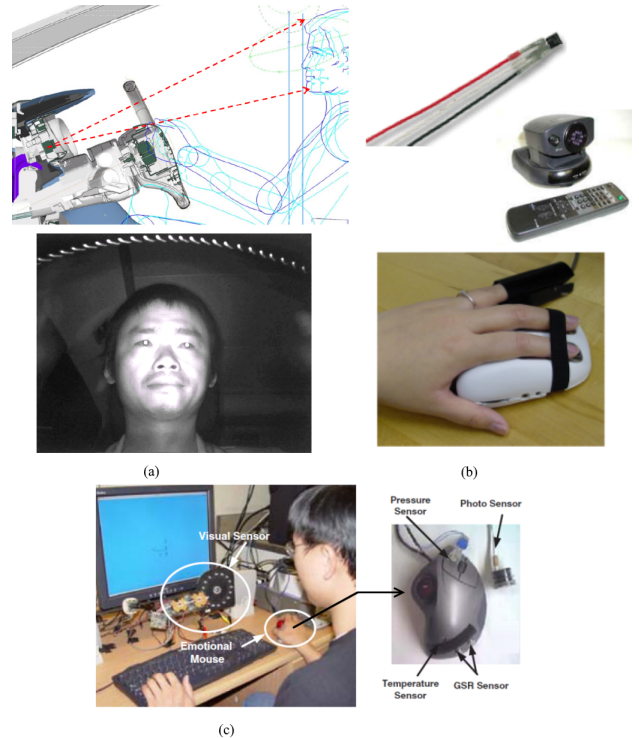 (a)
(b)
Pressure
Sensor
Photo Sensor
Visual Sensor
Emotional
Mouse
Temperature
Sensor
GSR Sensor
(c)